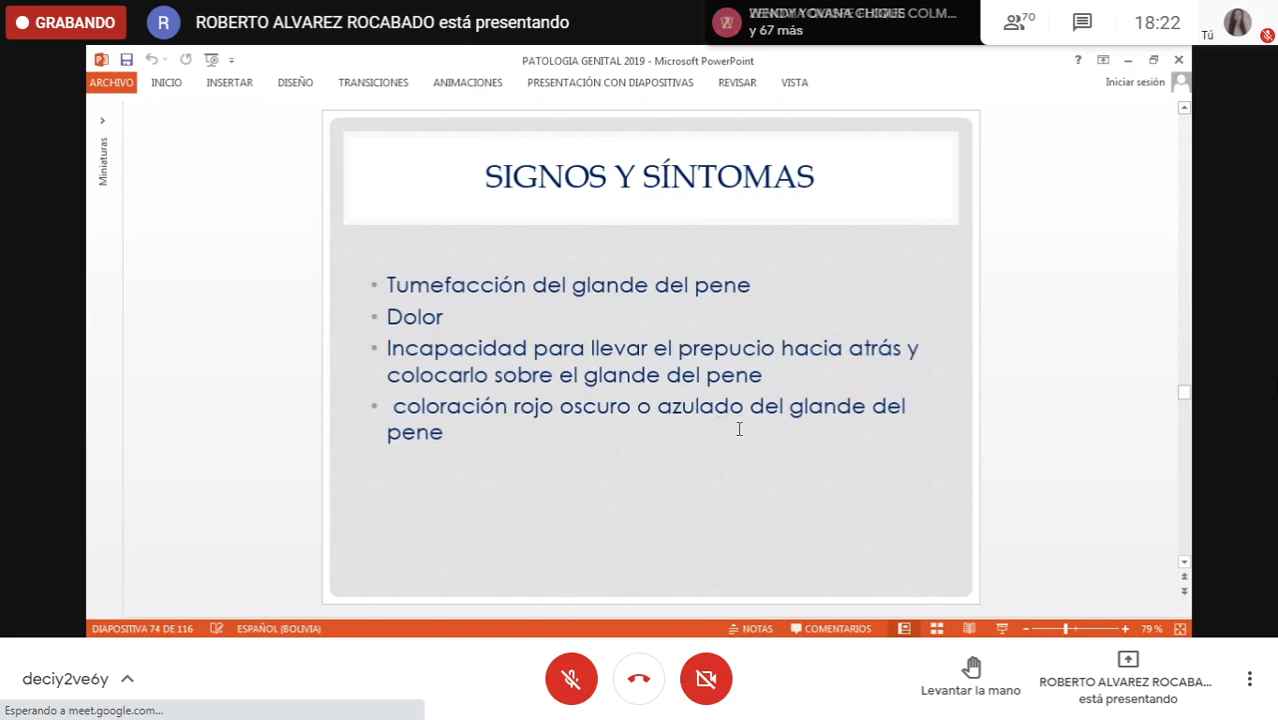 GRABANDO
R
ROBERTO ALVAREZ ROCABADO está presentando
W
y 67 más
70
18:22
Tú
PATOLOGIA GENITAL 2019 - Microsoft PowerPoint
?
ARCHIVO INICIO INSERTAR DISEÑO TRANSICIONES ANIMACIONES PRESENTACIÓN CON DIAPOSITIVAS REVISAR VISTA
Iniciar sesión
Miniaturas
SIGNOS Y SÍNTOMAS
• Tumefacción del glande del pene
• Dolor
• Incapacidad para llevar el prepucio hacia atrás y
colocarlo sobre el glande del pene
• coloración rojo oscuro o azulado del glande del
pene
DIAPOSITIVA 74 DE 116 ESPAÑOL (BOLIVIA) NOTAS COMENTARIOS 79 %
deciy2ve6y
Levantar la mano
ROBERTO ALVAREZ ROCABA...
está presentando
Esperando a meet.google.com...